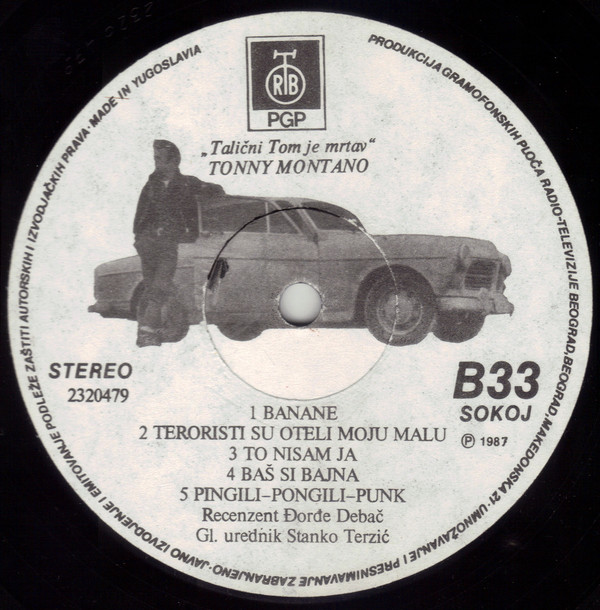 RTB
PGP
„Talični Tom je mrtav“
TONNY MONTANO
STEREO
2320479
B33
SOKOJ
Ⓟ 1987
1 BANANE
2 TERORISTI SU OTELI MOJU MALU
3 TO NISAM JA
4 BAŠ SI BAJNA
5 PINGILI–PONGILI–PUNK
Recenzent Đorđe Debač
Gl. urednik Stanko Terzić
PRODUKCIJA GRAMOFONSKIH PLOČA RADIO-TELEVIZIJE BEOGRAD, BEOGRAD, MAKEDONSKA 21 · UMNOŽAVANJE I PRESNIMAVANJE ZABRANJENO-JAVNO IZVODJENJE I EMITOVANJE PODLEŽE ZAŠTITI AUTORSKIH I IZVODJAČKIH PRAVA · MADE IN YUGOSLAVIA